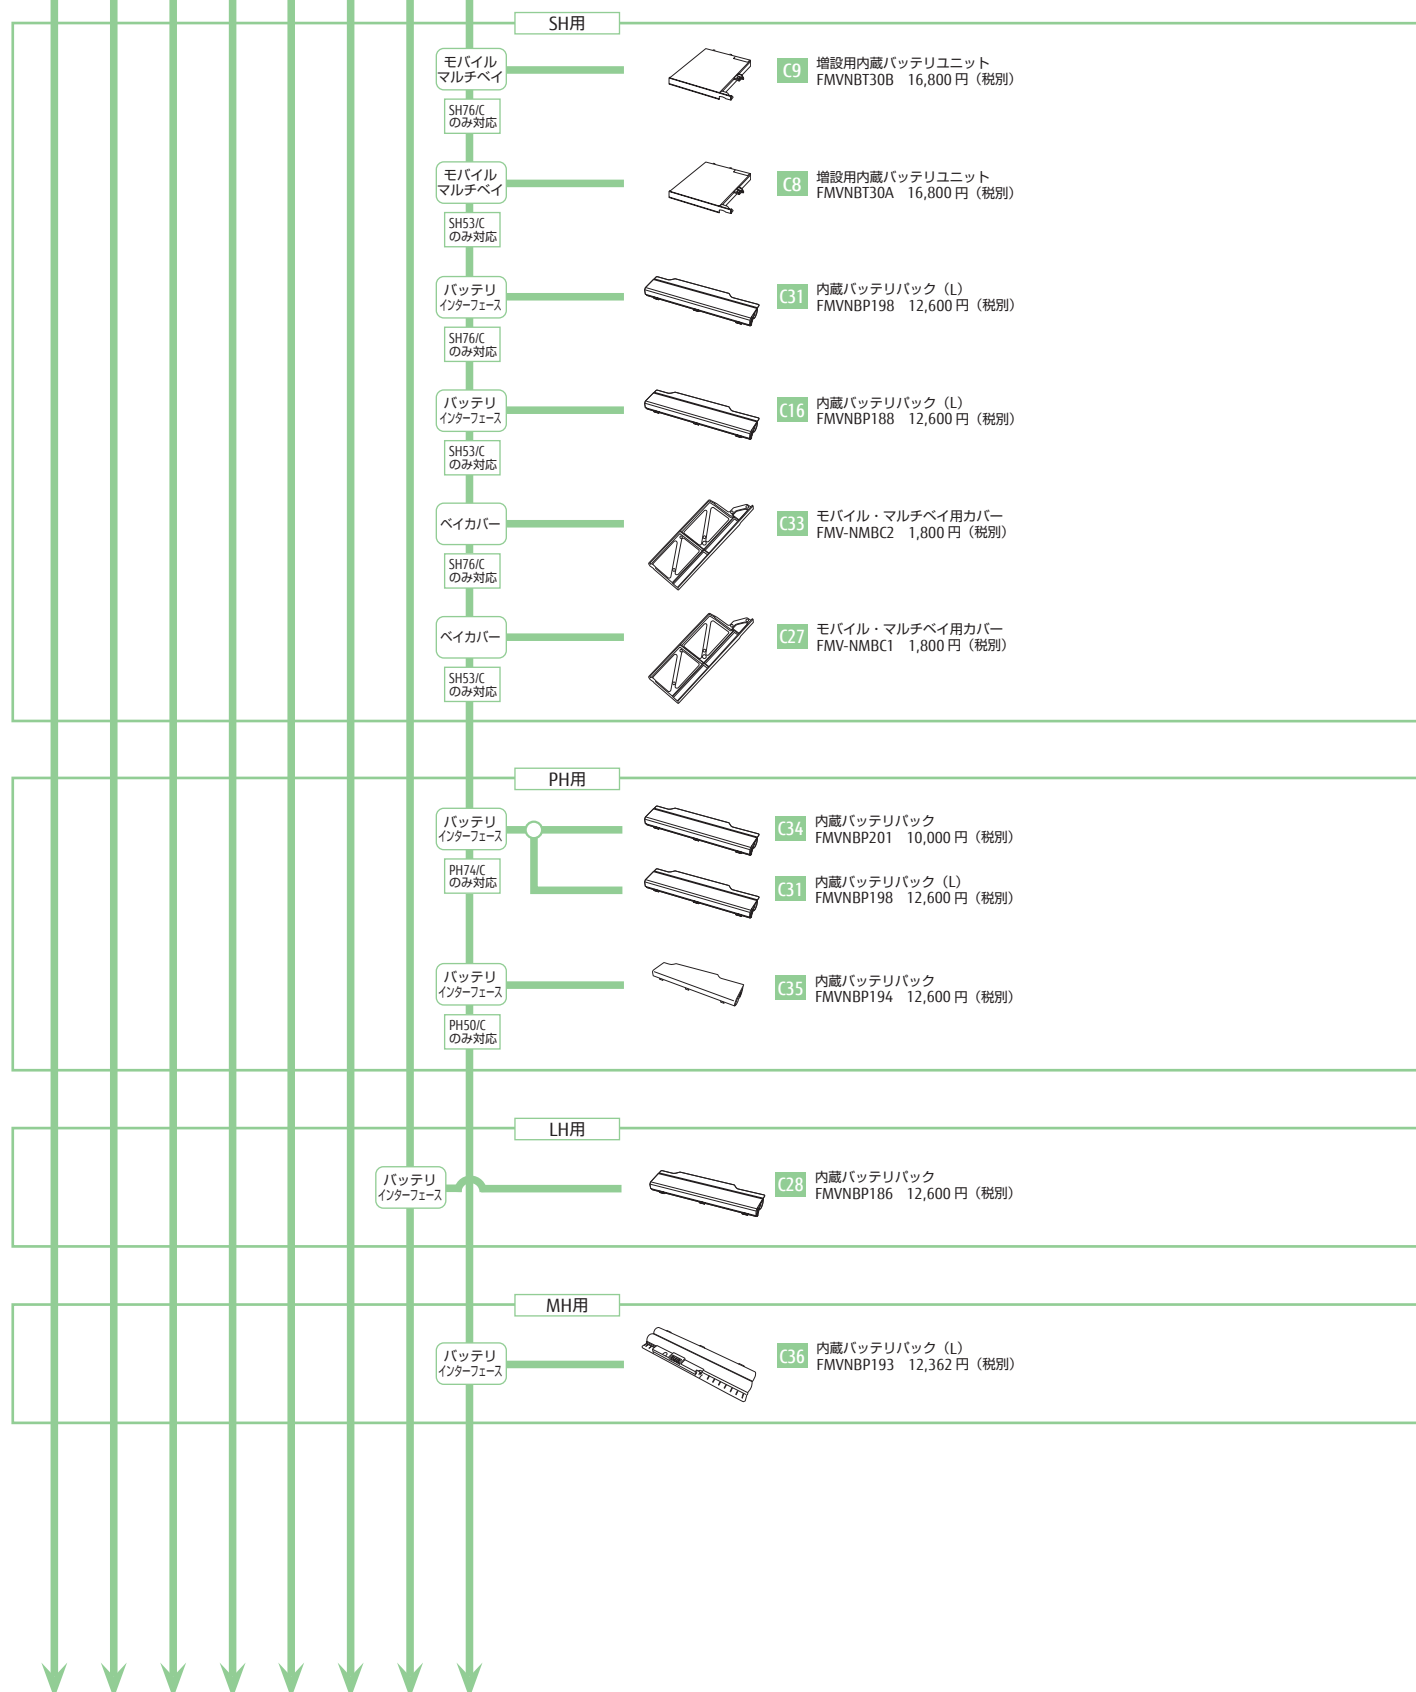 SH用
モバイル
マルチベイ
C9
増設用内蔵バッテリユニット
FMVNBT30B 16,800円（税別）
SH76/C
のみ対応
モバイル
マルチベイ
C8
増設用内蔵バッテリユニット
FMVNBT30A 16,800円（税別）
SH53/C
のみ対応
バッテリ
インターフェース
C31
内蔵バッテリパック（L）
FMVNBP198 12,600円（税別）
SH76/C
のみ対応
バッテリ
インターフェース
C16
内蔵バッテリパック（L）
FMVNBP188 12,600円（税別）
SH53/C
のみ対応
ベイカバー
C33
モバイル・マルチベイ用カバー
FMV-NMBC2 1,800円（税別）
SH76/C
のみ対応
ベイカバー
C27
モバイル・マルチベイ用カバー
FMV-NMBC1 1,800円（税別）
SH53/C
のみ対応
PH用
バッテリ
インターフェース
C34
内蔵バッテリパック
FMVNBP201 10,000円（税別）
PH74/C
のみ対応
C31
内蔵バッテリパック（L）
FMVNBP198 12,600円（税別）
バッテリ
インターフェース
C35
内蔵バッテリパック
FMVNBP194 12,600円（税別）
PH50/C
のみ対応
LH用
バッテリ
インターフェース
C28
内蔵バッテリパック
FMVNBP186 12,600円（税別）
MH用
バッテリ
インターフェース
C36
内蔵バッテリパック（L）
FMVNBP193 12,362円（税別）